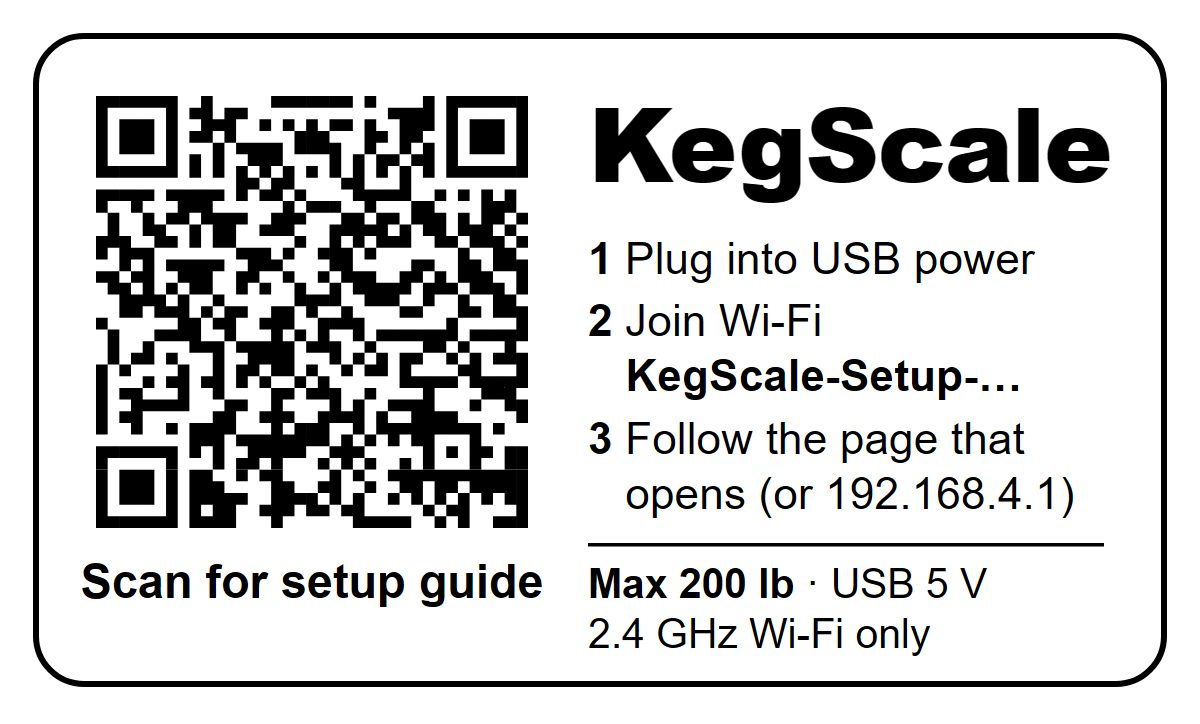 KegScale
1 Plug into USB power
2 Join Wi-Fi
KegScale-Setup-…
3 Follow the page that
opens (or 192.168.4.1)
Max 200 lb · USB 5 V
2.4 GHz Wi-Fi only
Scan for setup guide